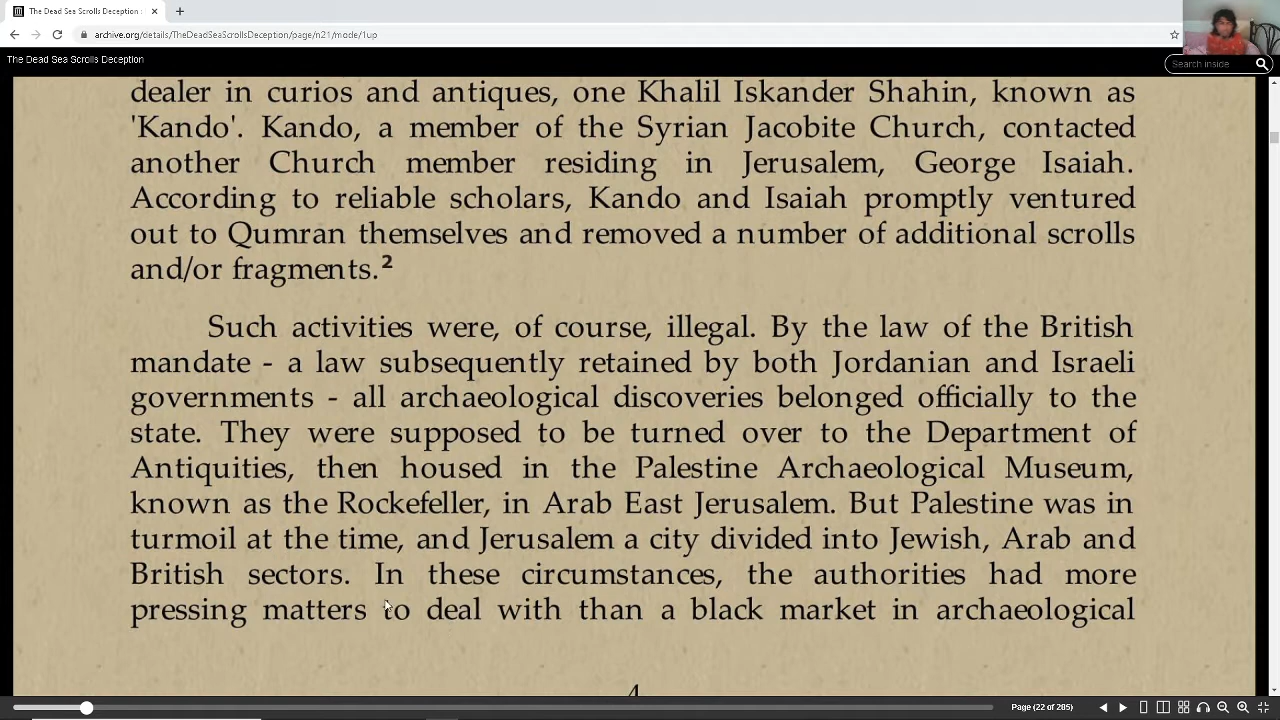 The Dead Sea Scrolls Deception :
archive.org/details/TheDeadSeaScrollsDeception/page/n21/mode/1up
The Dead Sea Scrolls Deception
Search inside
dealer in curios and antiques, one Khalil Iskander Shahin, known as
'Kando'. Kando, a member of the Syrian Jacobite Church, contacted
another Church member residing in Jerusalem, George Isaiah.
According to reliable scholars, Kando and Isaiah promptly ventured
out to Qumran themselves and removed a number of additional scrolls
and/or fragments.²
Such activities were, of course, illegal. By the law of the British
mandate - a law subsequently retained by both Jordanian and Israeli
governments - all archaeological discoveries belonged officially to the
state. They were supposed to be turned over to the Department of
Antiquities, then housed in the Palestine Archaeological Museum,
known as the Rockefeller, in Arab East Jerusalem. But Palestine was in
turmoil at the time, and Jerusalem a city divided into Jewish, Arab and
British sectors. In these circumstances, the authorities had more
pressing matters to deal with than a black market in archaeological
4
Page (22 of 285)